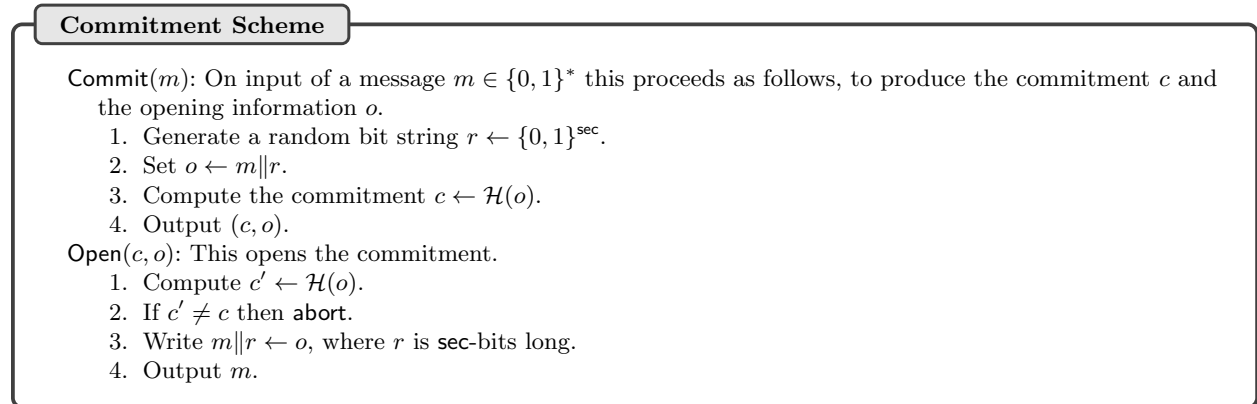 Commitment Scheme
Commit(m): On input of a message m ∈ {0, 1}* this proceeds as follows, to produce the commitment c and
the opening information o.
1. Generate a random bit string r ← {0, 1}^sec.
2. Set o ← m‖r.
3. Compute the commitment c ← ℋ(o).
4. Output (c, o).
Open(c, o): This opens the commitment.
1. Compute c′ ← ℋ(o).
2. If c′ ≠ c then abort.
3. Write m‖r ← o, where r is sec-bits long.
4. Output m.